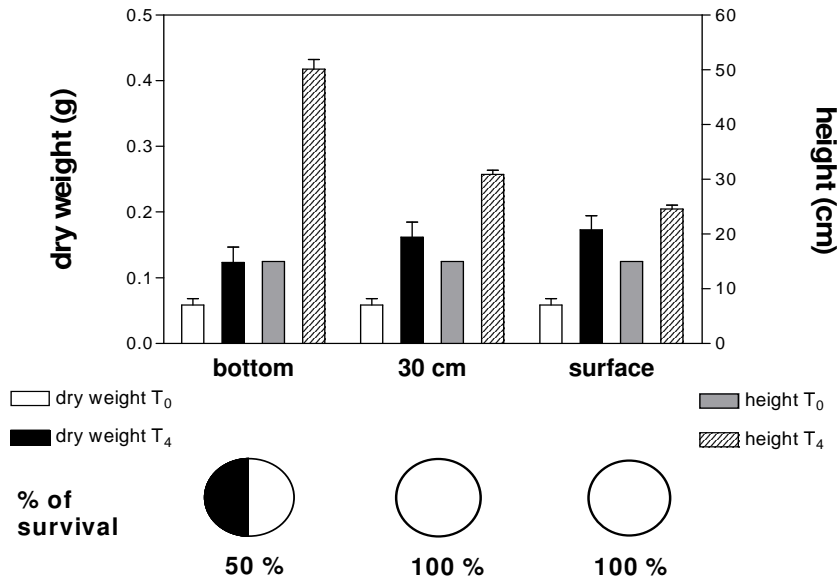 0.5
0.4
0.3
0.2
0.1
0.0
dry weight (g)
60
50
40
30
20
10
0
height (cm)
bottom 30 cm surface
dry weight T0
dry weight T4
height T0
height T4
% of
survival
50 % 100 % 100 %